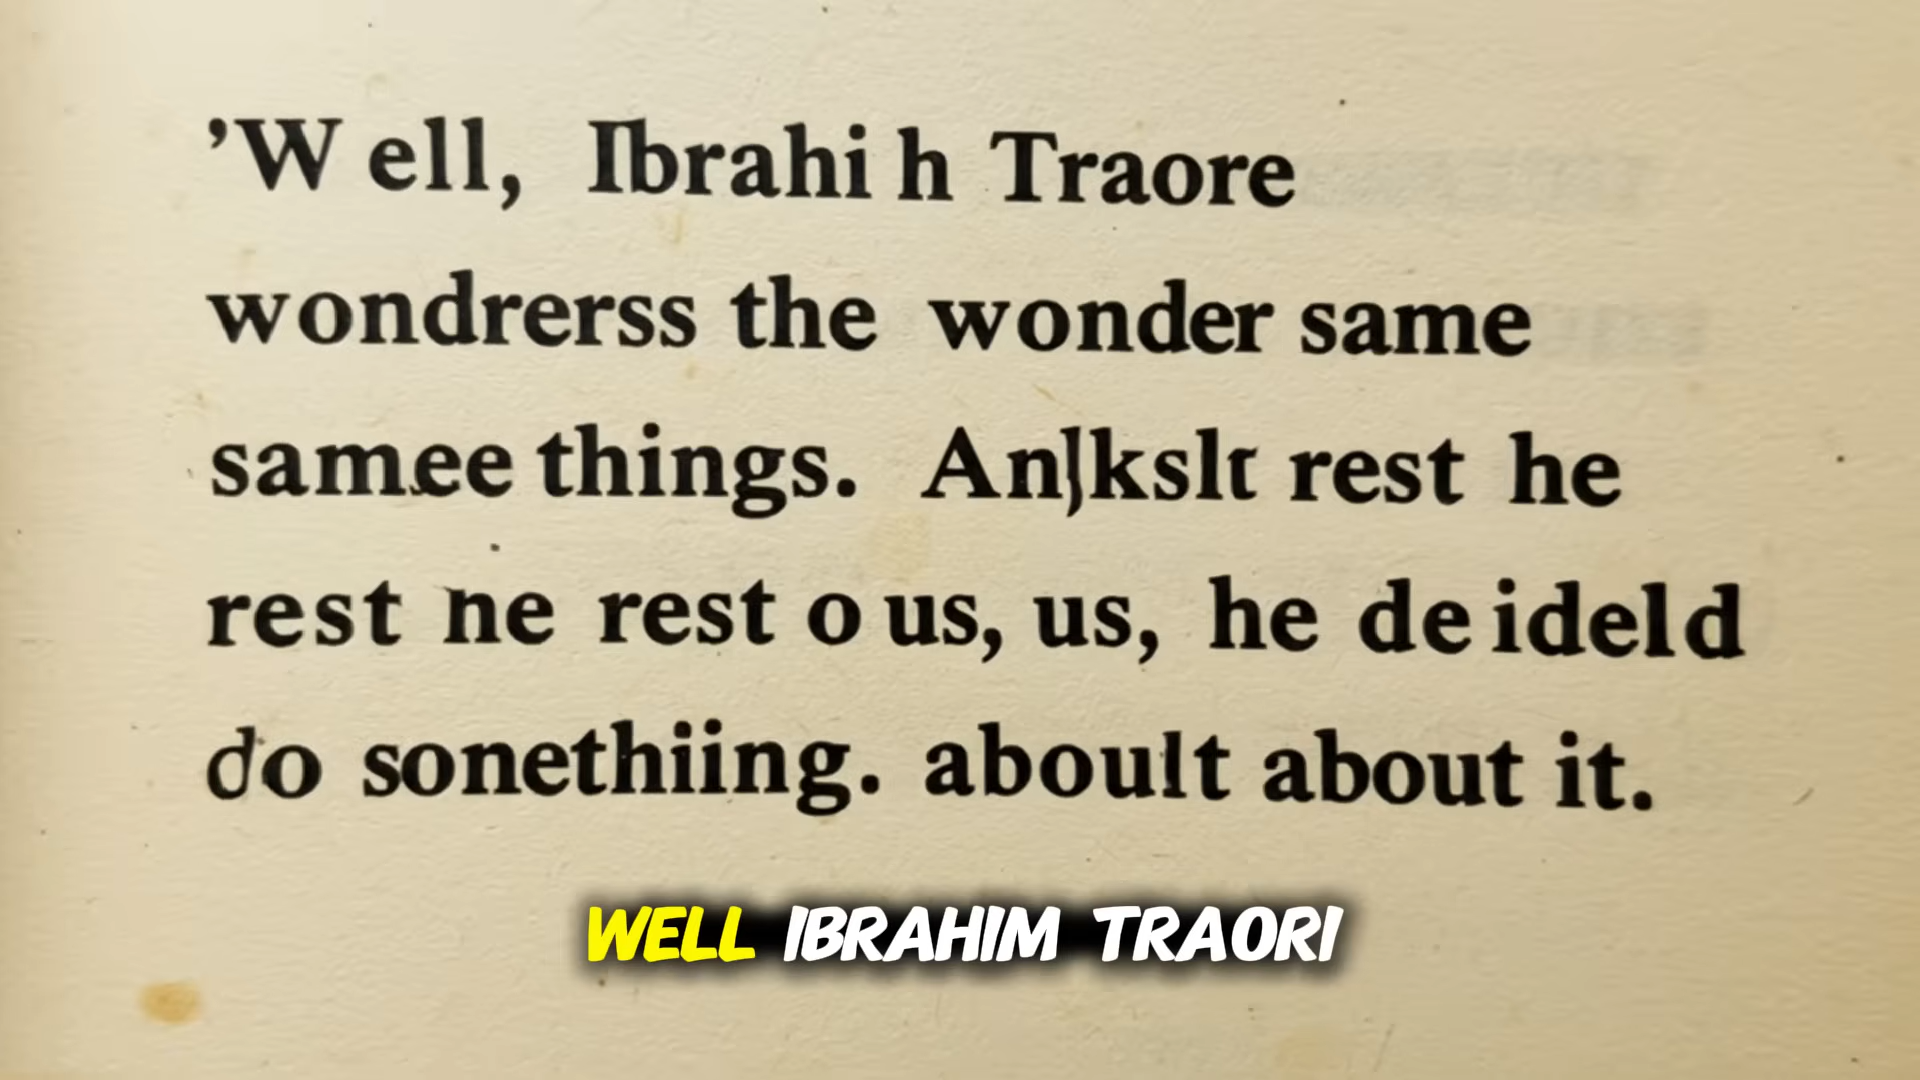 ’W ell, Ibrahi h Traore
wondrerss the wonder same
samee things. rest he
rest ne rest o us, us, he de ideld
do sonethiing. aboult about it.
WELL IBRAHIM TRAORI